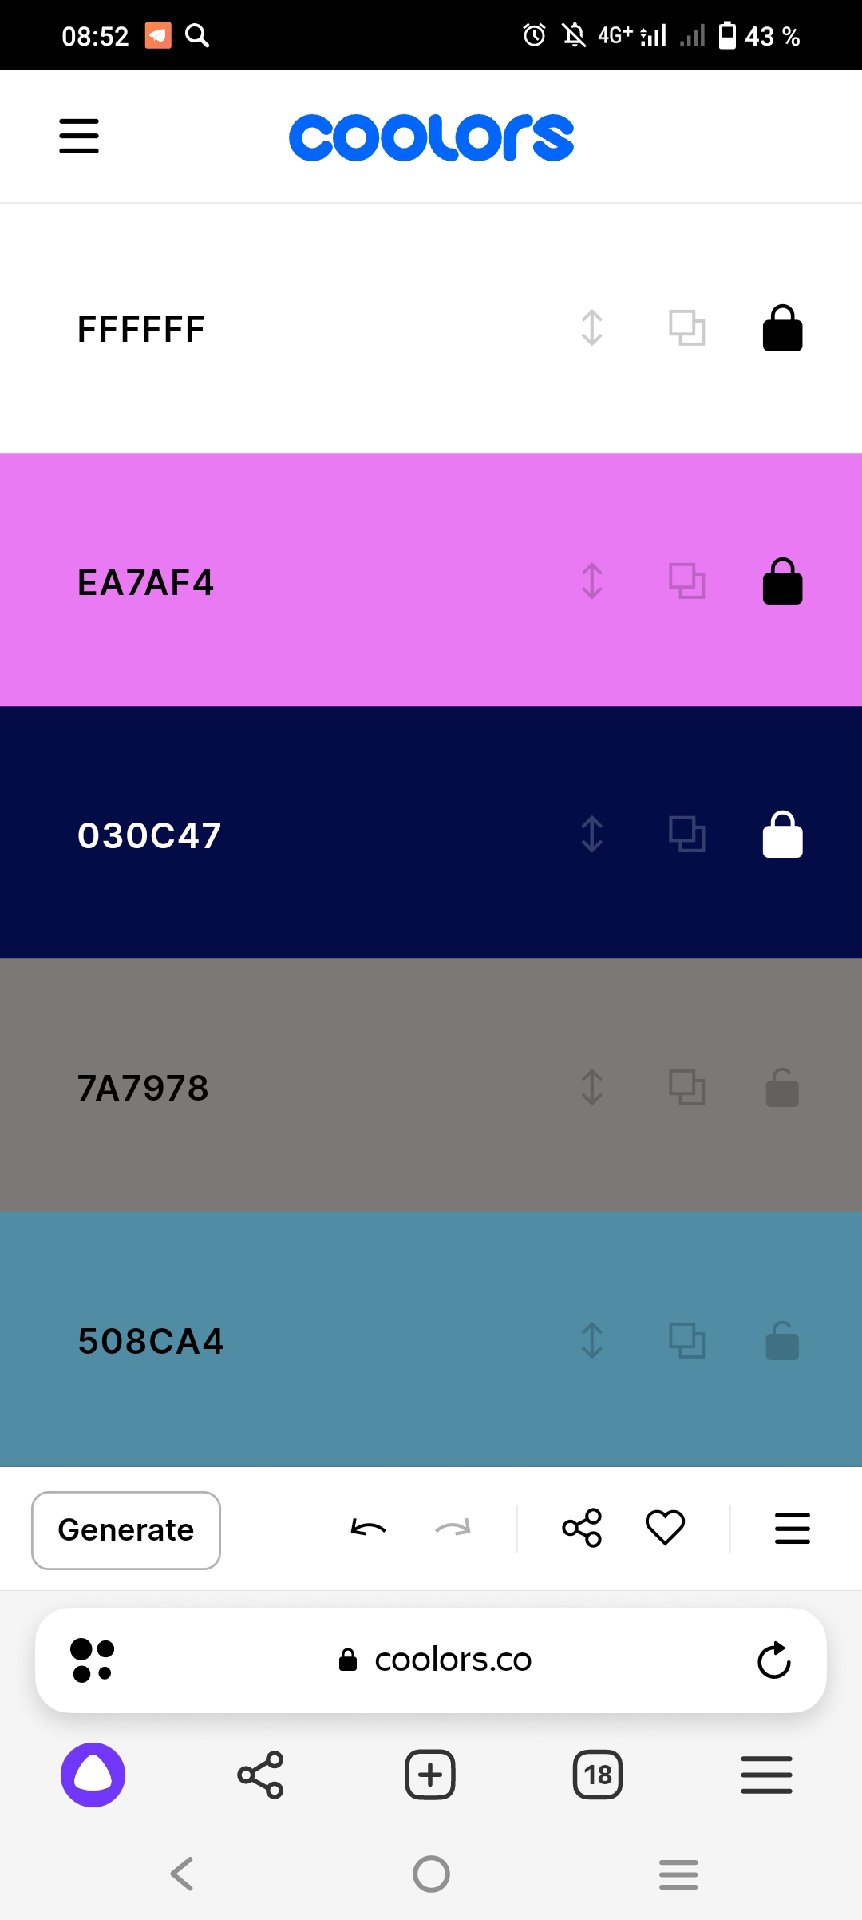 08:52 4G+ 43 %
coolors
FFFFFF
EA7AF4
030C47
7A7978
508CA4
Generate
coolors.co
18